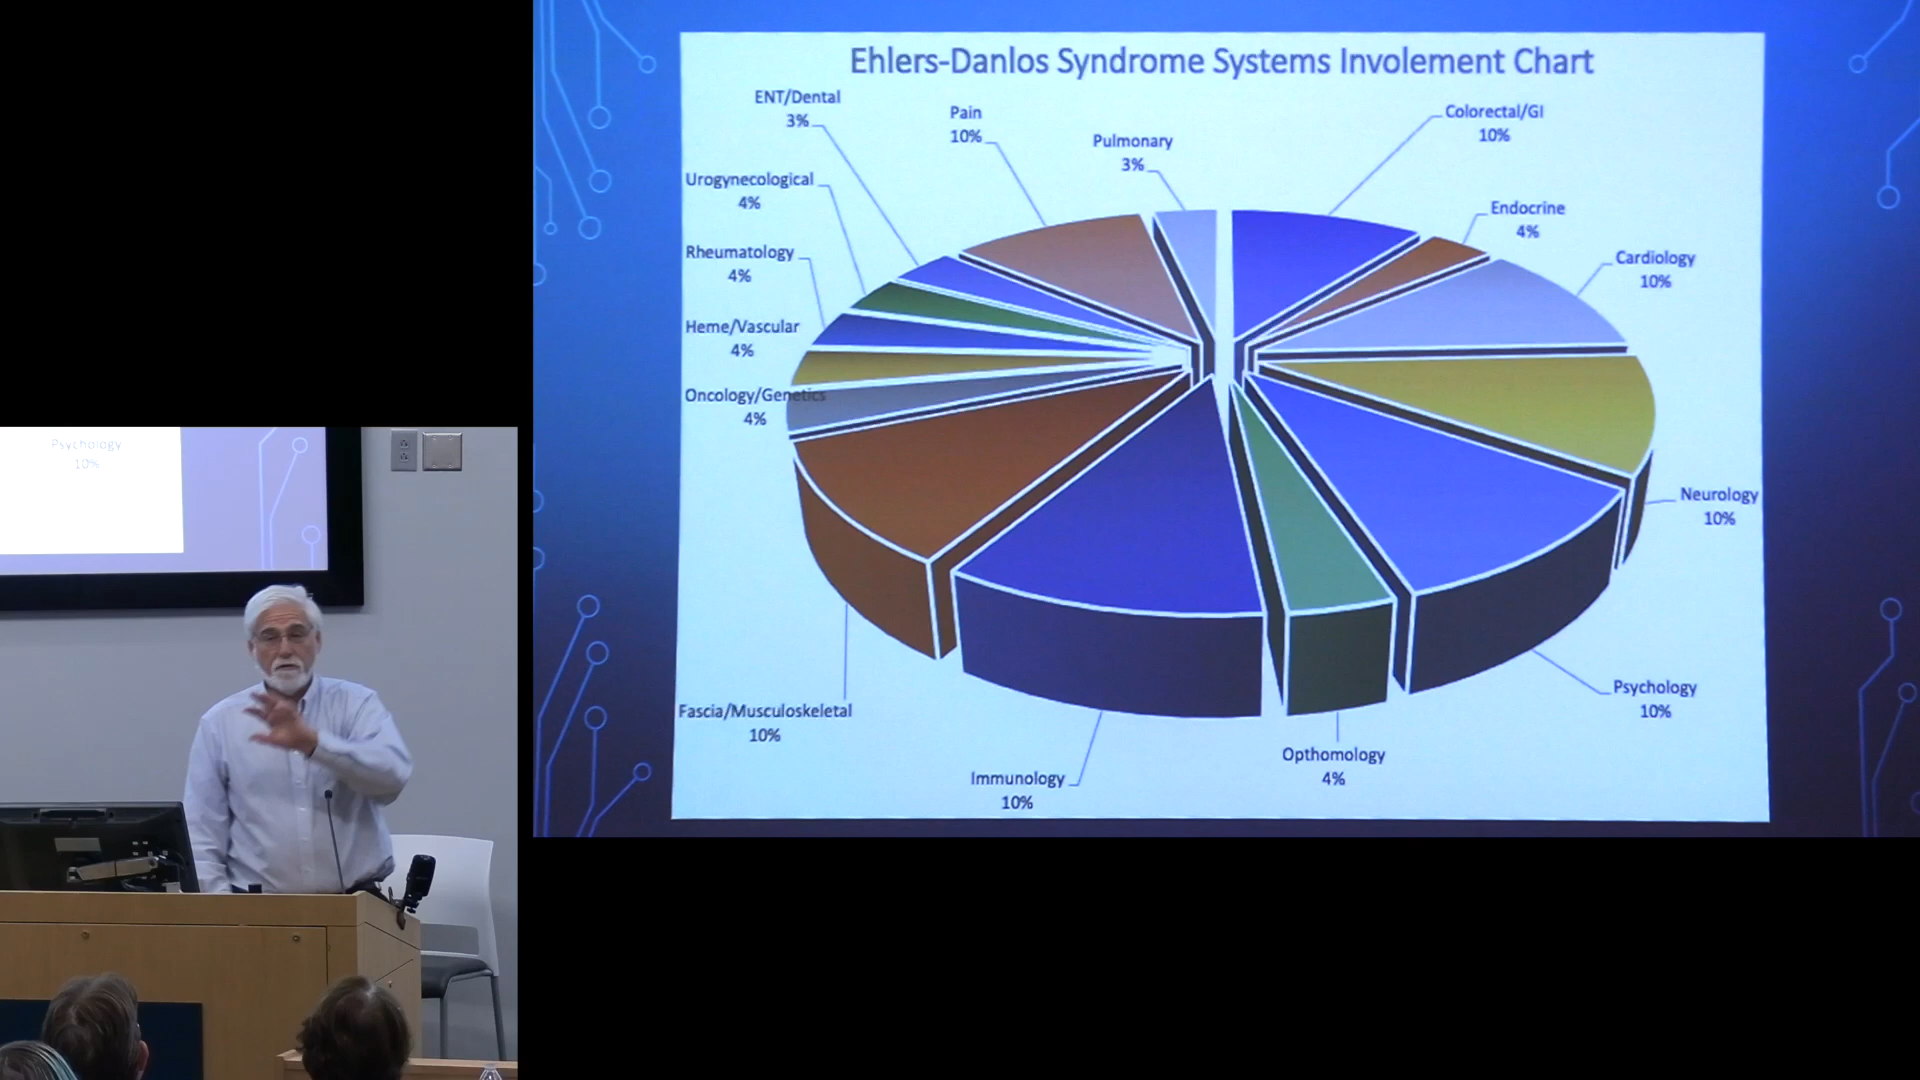 Ehlers-Danlos Syndrome Systems Involement Chart
ENT/Dental
3%
Pain
10%
Pulmonary
3%
Colorectal/GI
10%
Urogynecological
4%
Endocrine
4%
Rheumatology
4%
Cardiology
10%
Heme/Vascular
4%
Oncology/Genetics
4%
Neurology
10%
Fascia/Musculoskeletal
10%
Immunology
10%
Opthomology
4%
Psychology
10%
Psychology
10%